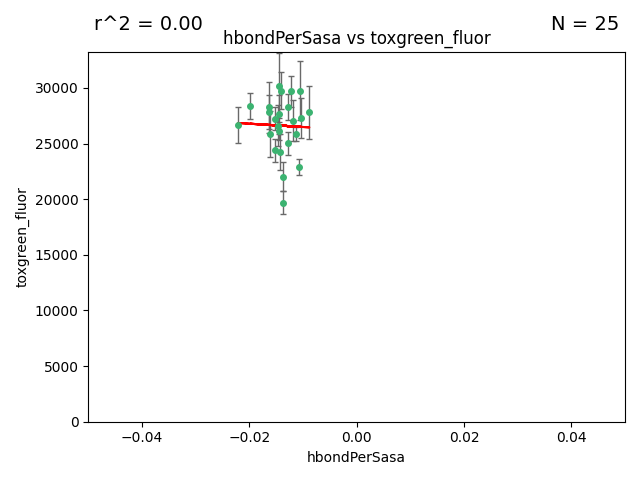 r^2 = 0.00
N = 25
hbondPerSasa vs toxgreen_fluor
30000
25000
20000
15000
10000
5000
0
toxgreen_fluor
−0.04
−0.02
0.00
0.02
0.04
hbondPerSasa